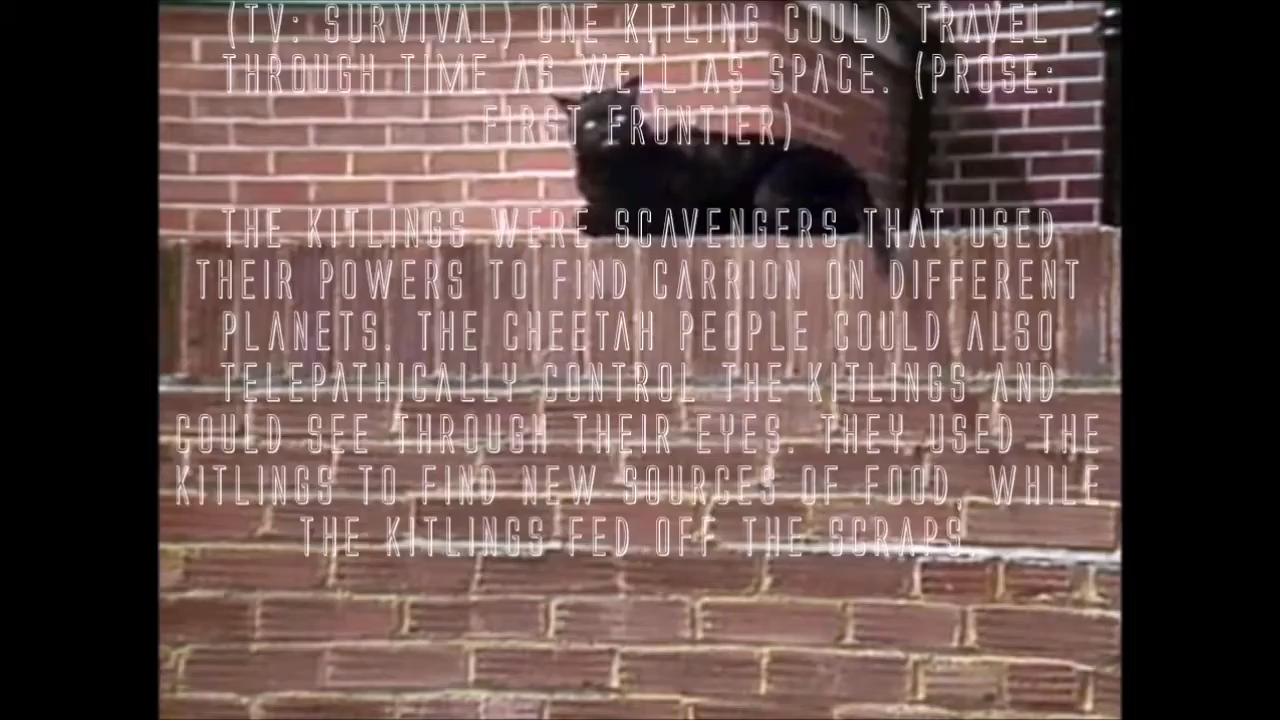 (TV: SURVIVAL) ONE KITLING COULD TRAVEL
THROUGH TIME AS WELL AS SPACE. (PROSE:
FIRST FRONTIER)
THE KITLINGS WERE SCAVENGERS THAT USED
THEIR POWERS TO FIND CARRION ON DIFFERENT
PLANETS. THE CHEETAH PEOPLE COULD ALSO
TELEPATHICALLY CONTROL THE KITLINGS AND
COULD SEE THROUGH THEIR EYES. THEY USED THE
KITLINGS TO FIND NEW SOURCES OF FOOD, WHILE
THE KITLINGS FED OFF THE SCRAPS.